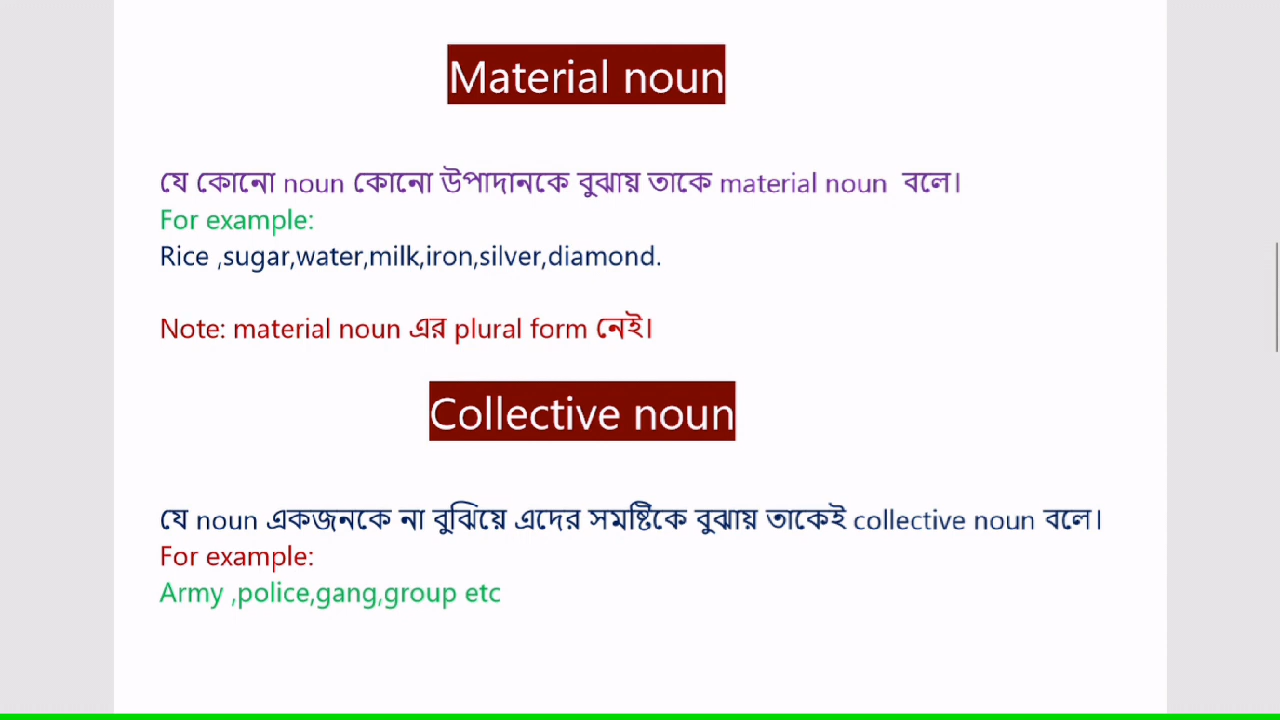 Material noun
যে কোনো noun কোনো উপাদানকে বুঝায় তাকে material noun বলে।
For example:
Rice ,sugar,water,milk,iron,silver,diamond.
Note: material noun এর plural form নেই।
Collective noun
যে noun একজনকে না বুঝিয়ে এদের সমষ্টিকে বুঝায় তাকেই collective noun বলে।
For example:
Army ,police,gang,group etc